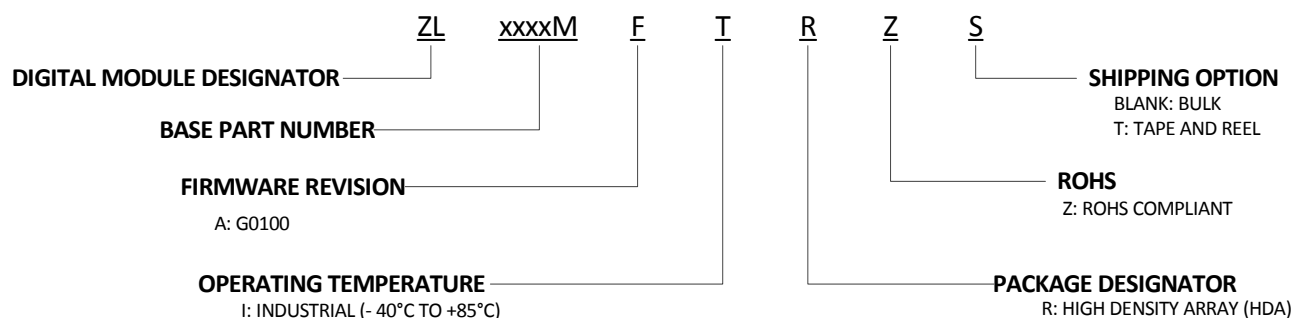 ZL xxxxM F T R Z S
DIGITAL MODULE DESIGNATOR
BASE PART NUMBER
FIRMWARE REVISION
A: G0100
OPERATING TEMPERATURE
I: INDUSTRIAL (- 40°C TO +85°C)
SHIPPING OPTION
BLANK: BULK
T: TAPE AND REEL
ROHS
Z: ROHS COMPLIANT
PACKAGE DESIGNATOR
R: HIGH DENSITY ARRAY (HDA)